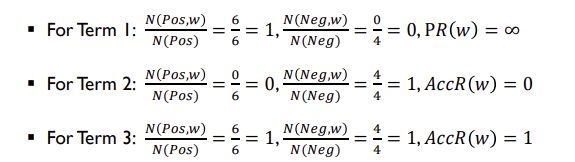 ▪ For Term 1: N(Pos,w)/N(Pos) = 6/6 = 1, N(Neg,w)/N(Neg) = 0/4 = 0, PR(w) = ∞
▪ For Term 2: N(Pos,w)/N(Pos) = 0/6 = 0, N(Neg,w)/N(Neg) = 4/4 = 1, AccR(w) = 0
▪ For Term 3: N(Pos,w)/N(Pos) = 6/6 = 1, N(Neg,w)/N(Neg) = 4/4 = 1, AccR(w) = 1